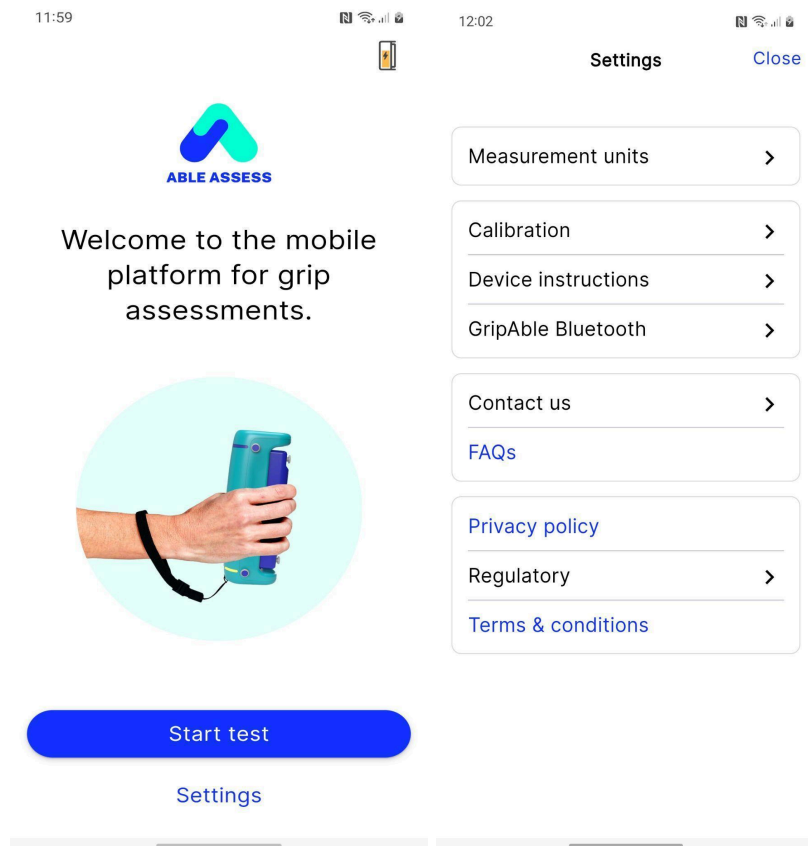 11:59
ABLE ASSESS
Welcome to the mobile
platform for grip
assessments.
Start test
Settings
12:02
Settings
Close
Measurement units
Calibration
Device instructions
GripAble Bluetooth
Contact us
FAQs
Privacy policy
Regulatory
Terms & conditions